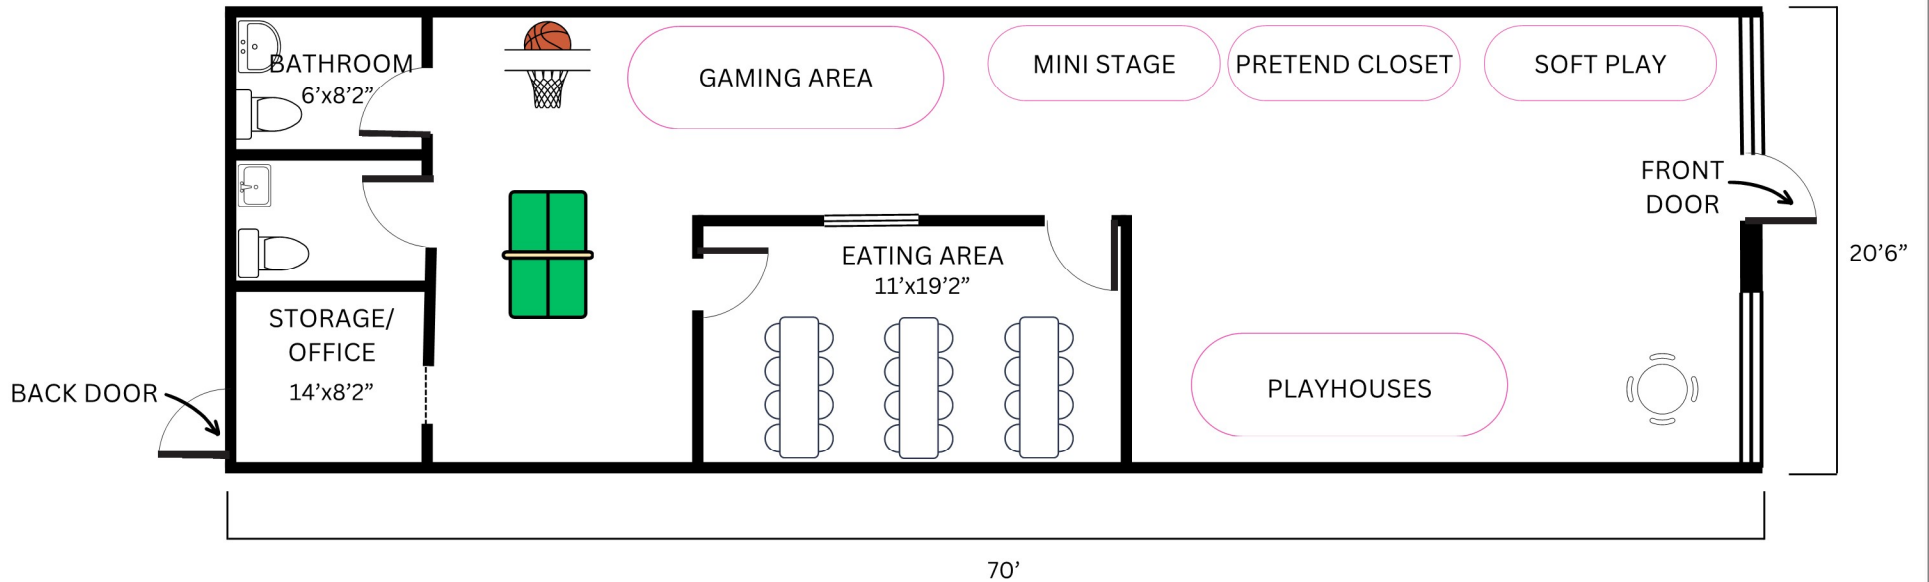 BATHROOM
6’x8’2”
GAMING AREA
MINI STAGE
PRETEND CLOSET
SOFT PLAY
FRONT
DOOR
EATING AREA
11’x19’2”
20’6”
STORAGE/
OFFICE
14’x8’2”
BACK DOOR
PLAYHOUSES
70’